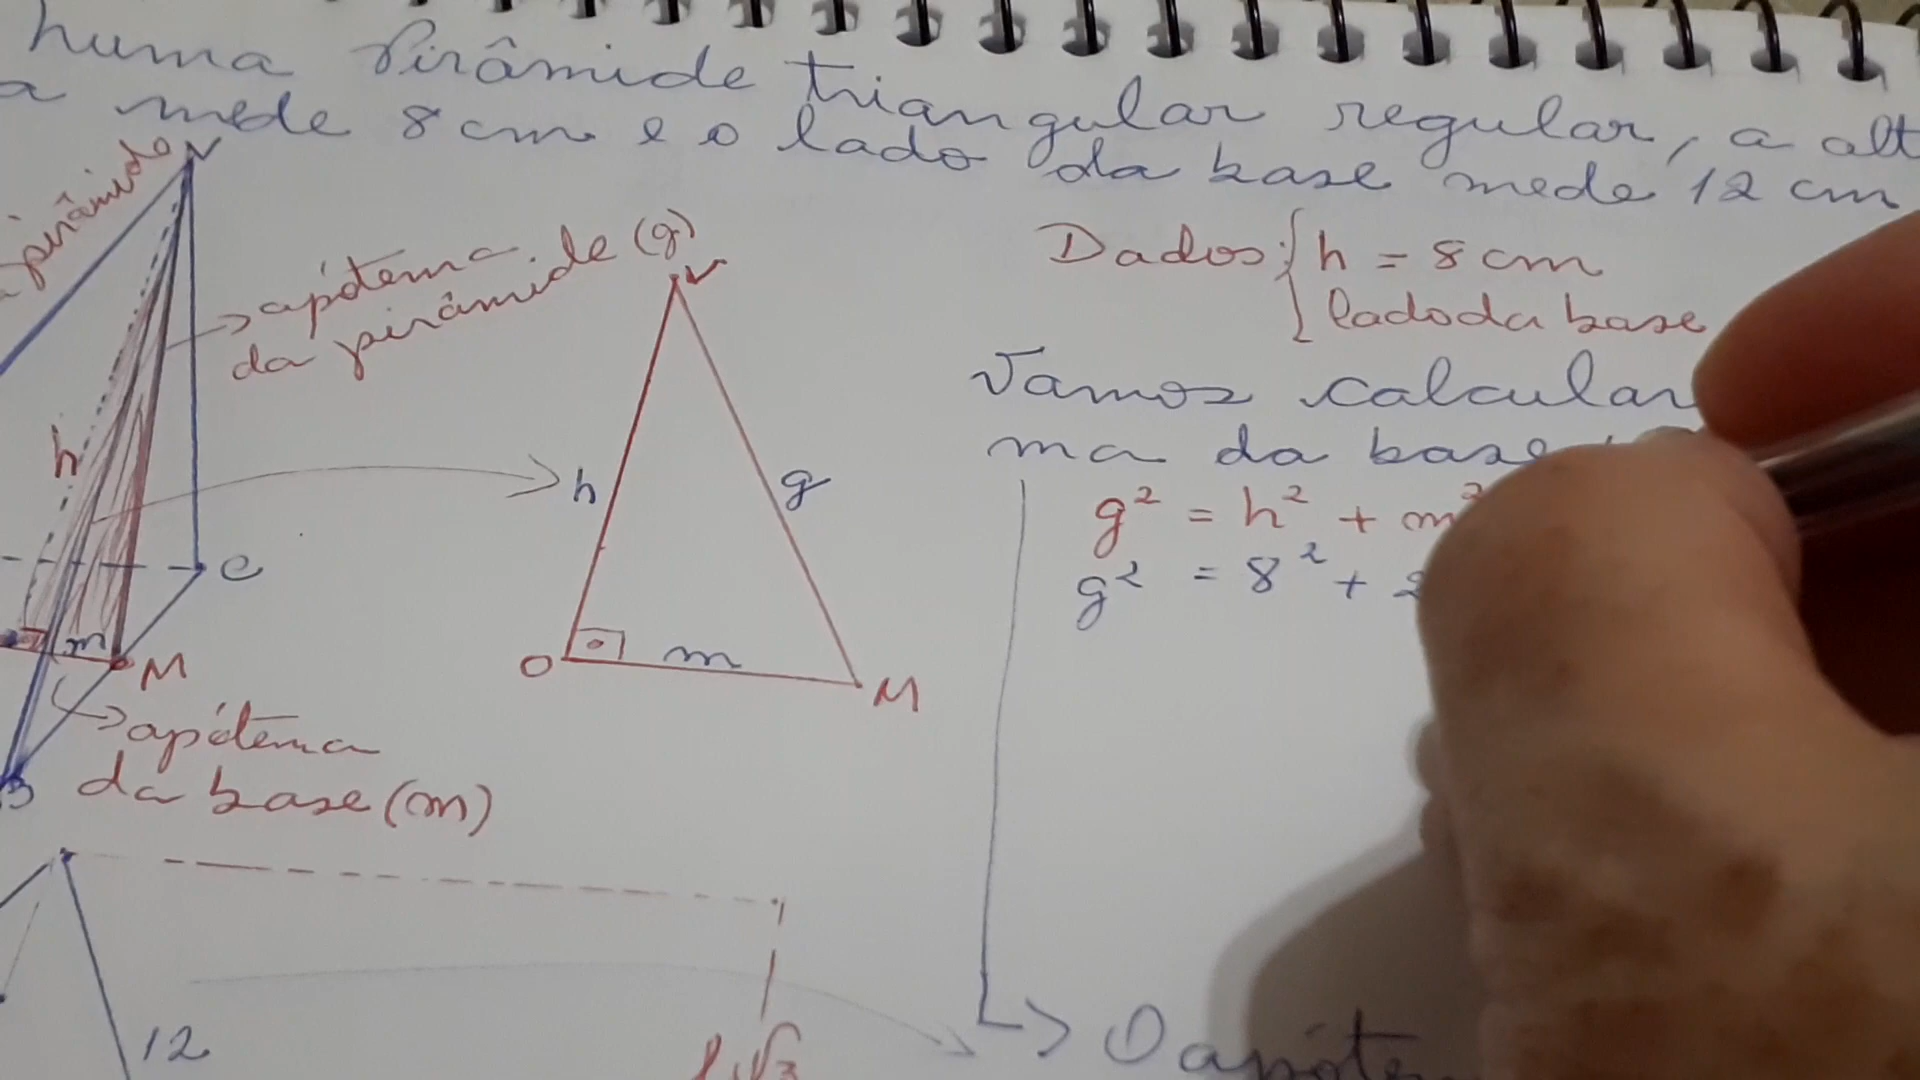 numa Pirâmide triangular regular, a alt
a mede 8 cm e o lado da base mede 12 cm
pirâmide
V
apótema
da pirâmide (g)
V
Dados: h = 8 cm
lado da base
Vamos calcular
ma da base
g² = h² + m²
g² = 8² + 2
h
h
g
C
m
M
O
m
M
apótema
da base (m)
B
12
l√3
O apóte